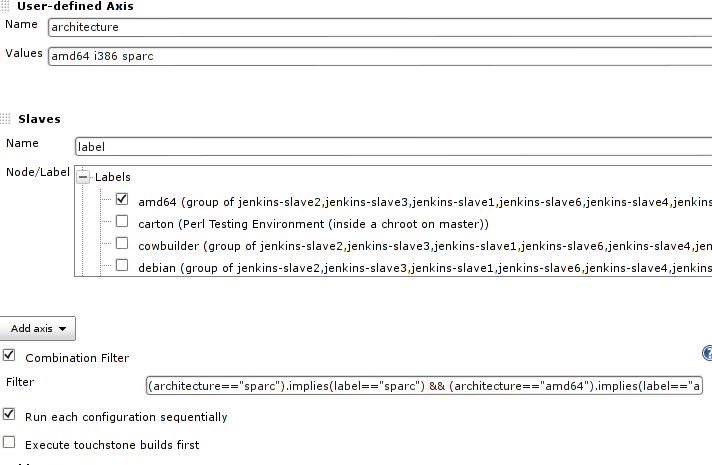 User-defined Axis
Name architecture
Values amd64 i386 sparc
Slaves
Name label
Node/Label Labels
amd64 (group of jenkins-slave2,jenkins-slave3,jenkins-slave1,jenkins-slave6,jenkins-slave4,jenkins
carton (Perl Testing Environment (inside a chroot on master))
cowbuilder (group of jenkins-slave2,jenkins-slave3,jenkins-slave1,jenkins-slave6,jenkins-slave4,jen
debian (group of jenkins-slave2,jenkins-slave3,jenkins-slave1,jenkins-slave6,jenkins-slave4,jenkins
Add axis
Combination Filter
Filter (architecture=="sparc").implies(label=="sparc") && (architecture=="amd64").implies(label=="a
Run each configuration sequentially
Execute touchstone builds first